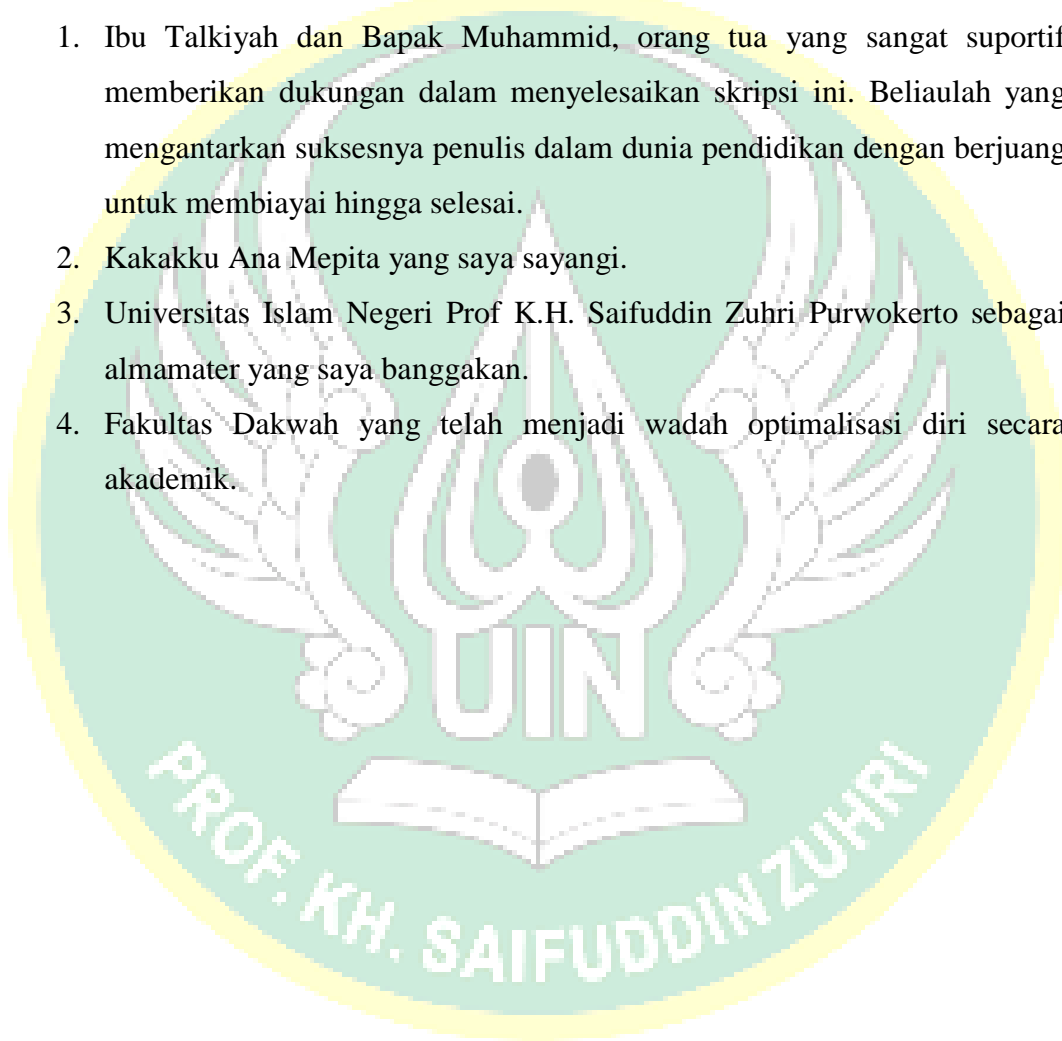 1. Ibu Talkiyah dan Bapak Muhammid, orang tua yang sangat suportif
memberikan dukungan dalam menyelesaikan skripsi ini. Beliaulah yang
mengantarkan suksesnya penulis dalam dunia pendidikan dengan berjuang
untuk membiayai hingga selesai.
2. Kakakku Ana Mepita yang saya sayangi.
3. Universitas Islam Negeri Prof K.H. Saifuddin Zuhri Purwokerto sebagai
almamater yang saya banggakan.
4. Fakultas Dakwah yang telah menjadi wadah optimalisasi diri secara
akademik.
UIN
PROF. KH. SAIFUDDIN ZUHRI